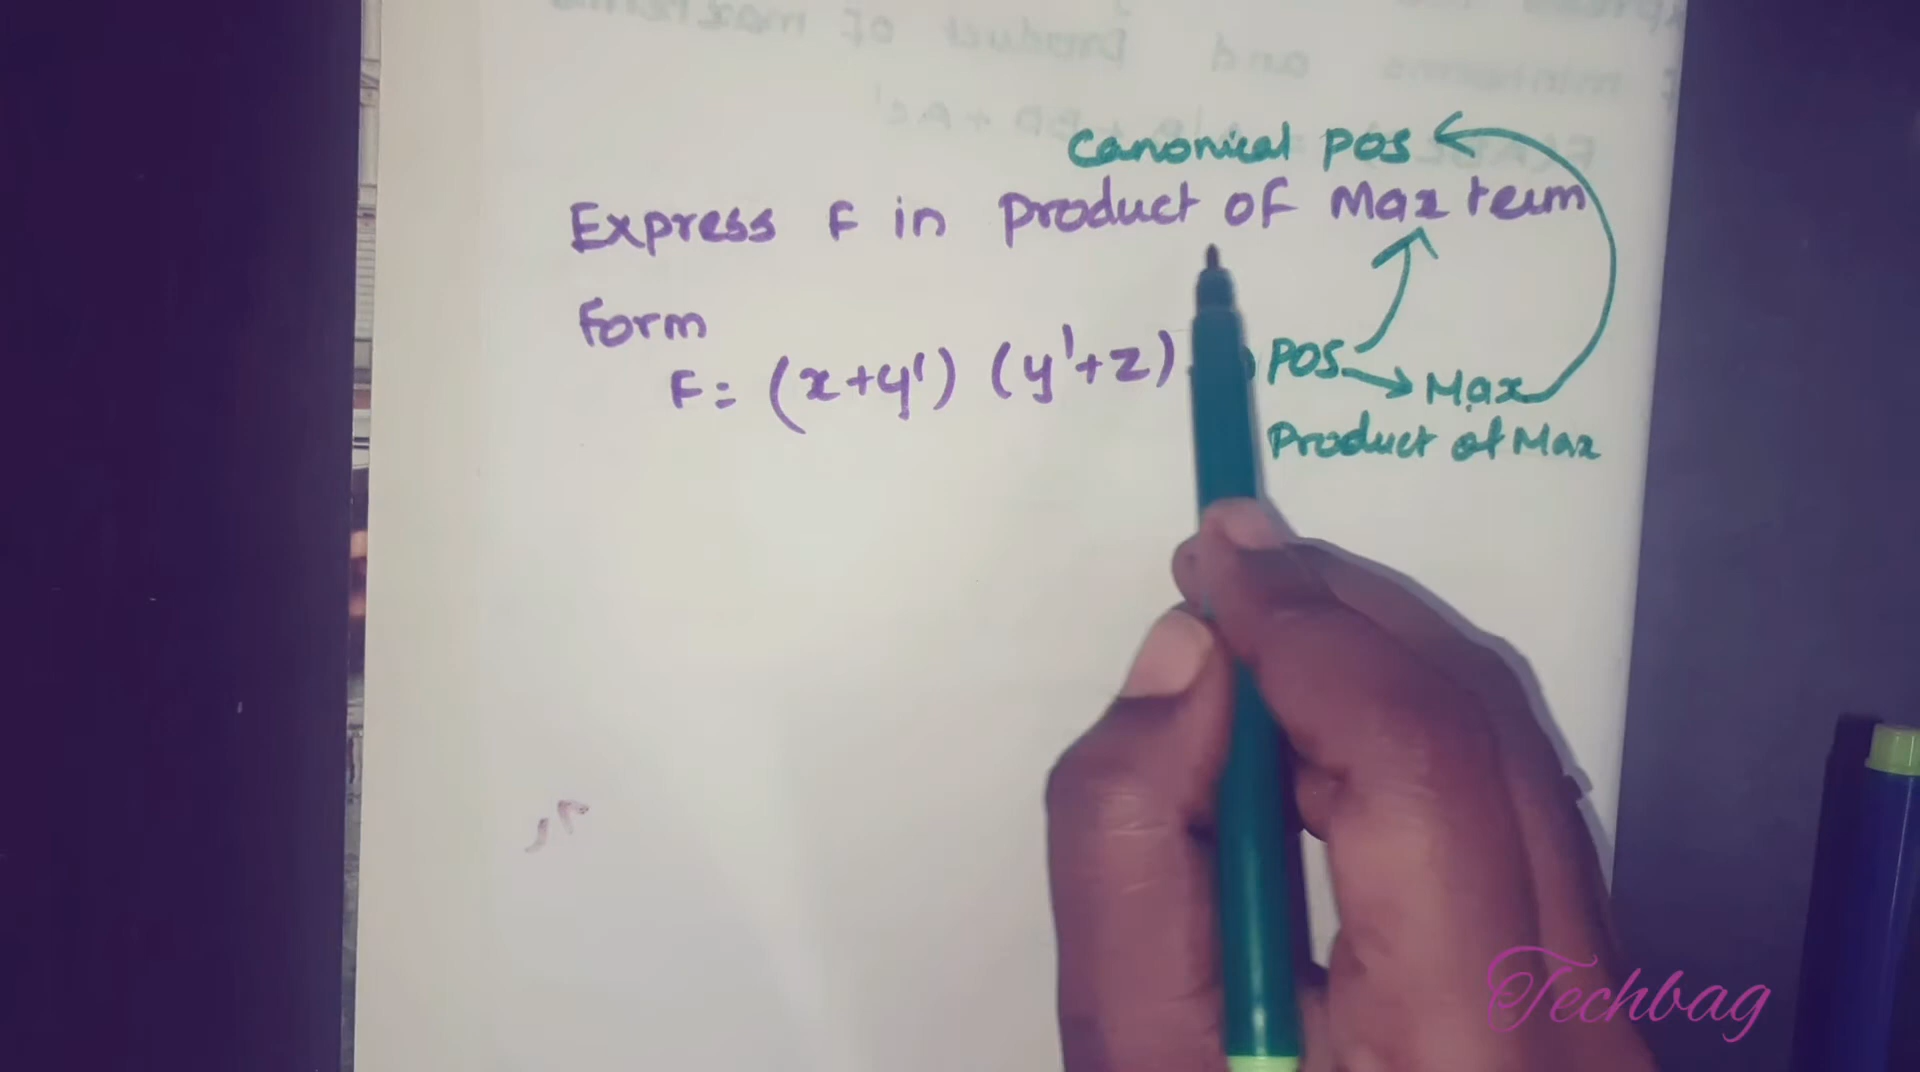 canonical POS
Express F in product of Max term
Form
F = (x+y') (y'+z)
POS
Max
Product of Max
Techbag